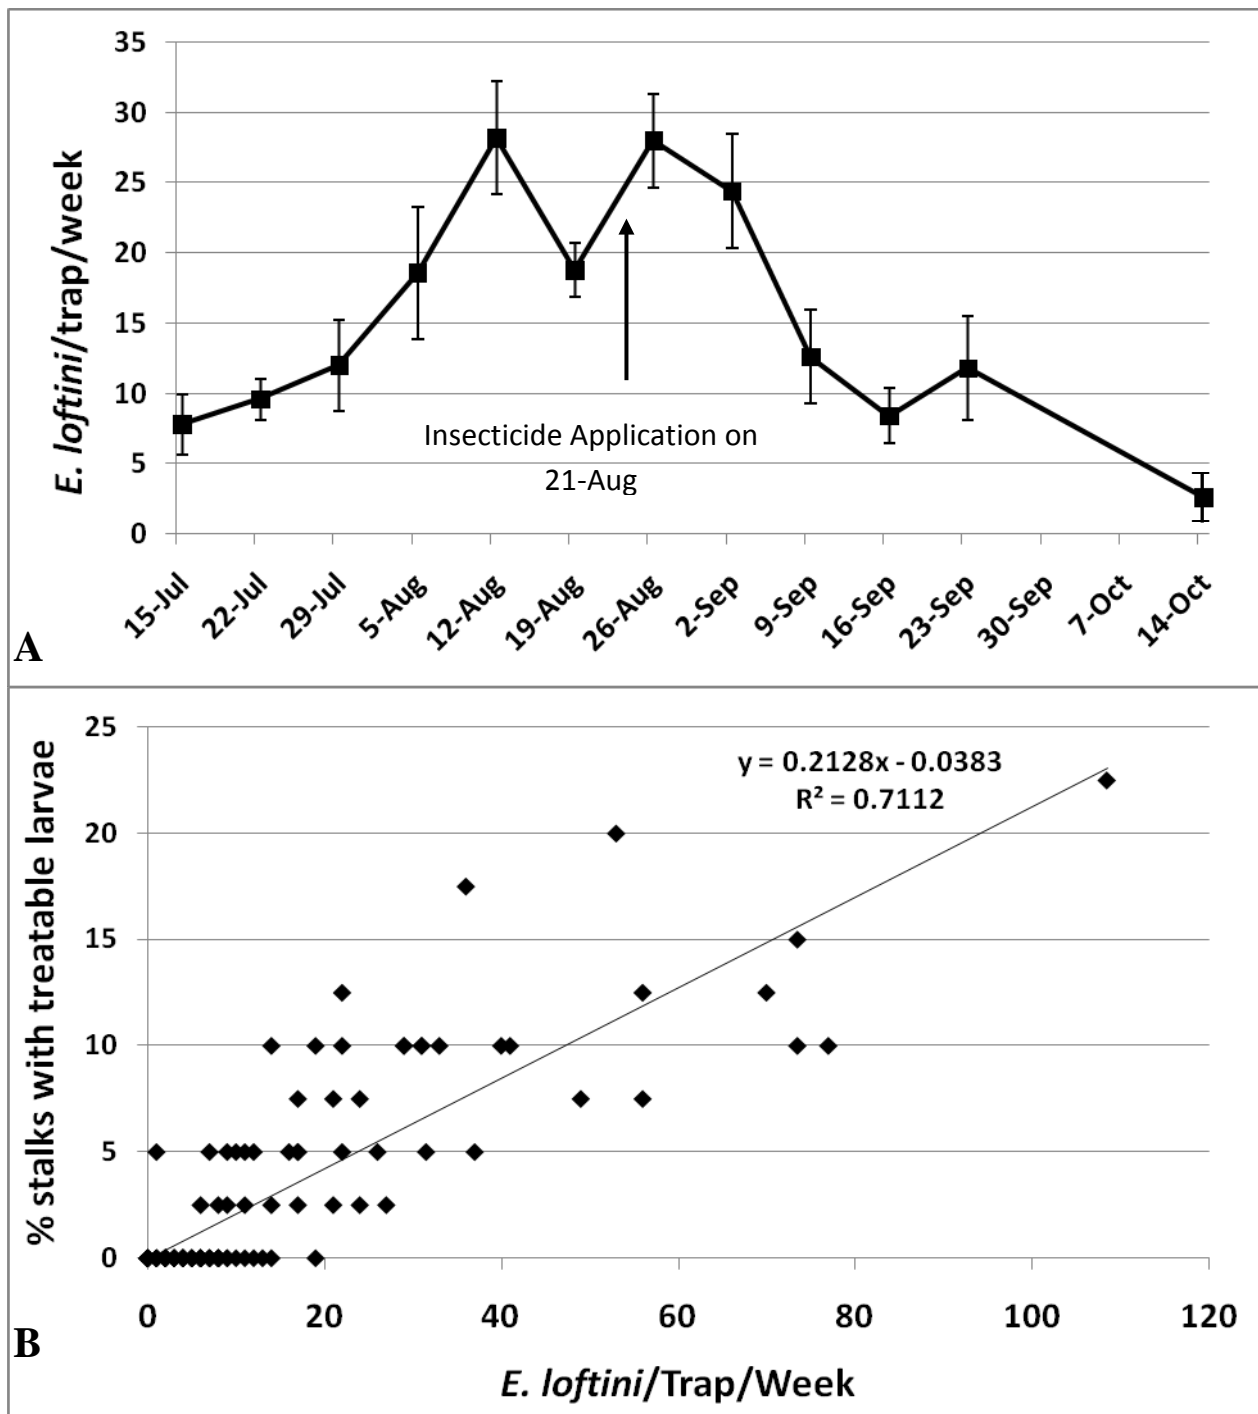 35
30
25
20
15
10
5
0
E. loftini/trap/week
Insecticide Application on
21-Aug
15-Jul
22-Jul
29-Jul
5-Aug
12-Aug
19-Aug
26-Aug
2-Sep
9-Sep
16-Sep
23-Sep
30-Sep
7-Oct
14-Oct
A
25
20
15
10
5
0
% stalks with treatable larvae
y = 0.2128x - 0.0383
R² = 0.7112
0 20 40 60 80 100 120
B
E. loftini/Trap/Week